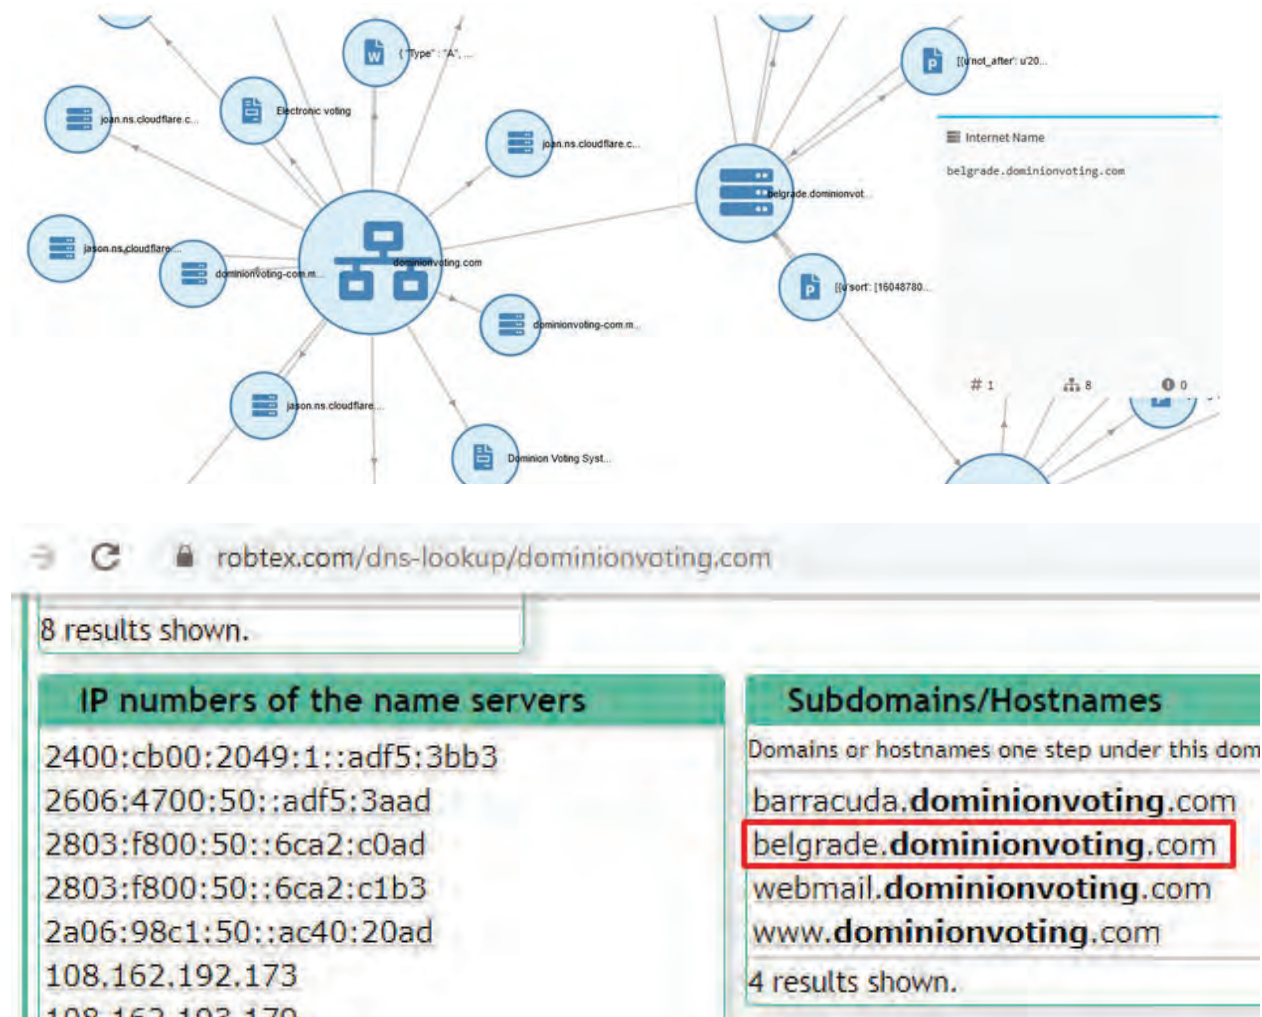 { "Type" : "A", ...
[{u'not_after': u'20...
Electronic voting
joan.ns.cloudflare.c...
joan.ns.cloudflare.c...
Internet Name
belgrade.dominionvoting.com
belgrade.dominionvot...
jason.ns.cloudflare....
dominionvoting.com
dominionvoting-com.m...
[{u'sort': [16048780...
dominionvoting-com.m...
# 1
8
0
jason.ns.cloudflare....
Dominion Voting Syst...
robtex.com/dns-lookup/dominionvoting.com
8 results shown.
IP numbers of the name servers
2400:cb00:2049:1::adf5:3bb3
2606:4700:50::adf5:3aad
2803:f800:50::6ca2:c0ad
2803:f800:50::6ca2:c1b3
2a06:98c1:50::ac40:20ad
108.162.192.173
108.162.193.179
Subdomains/Hostnames
Domains or hostnames one step under this dom
barracuda.dominionvoting.com
belgrade.dominionvoting.com
webmail.dominionvoting.com
www.dominionvoting.com
4 results shown.